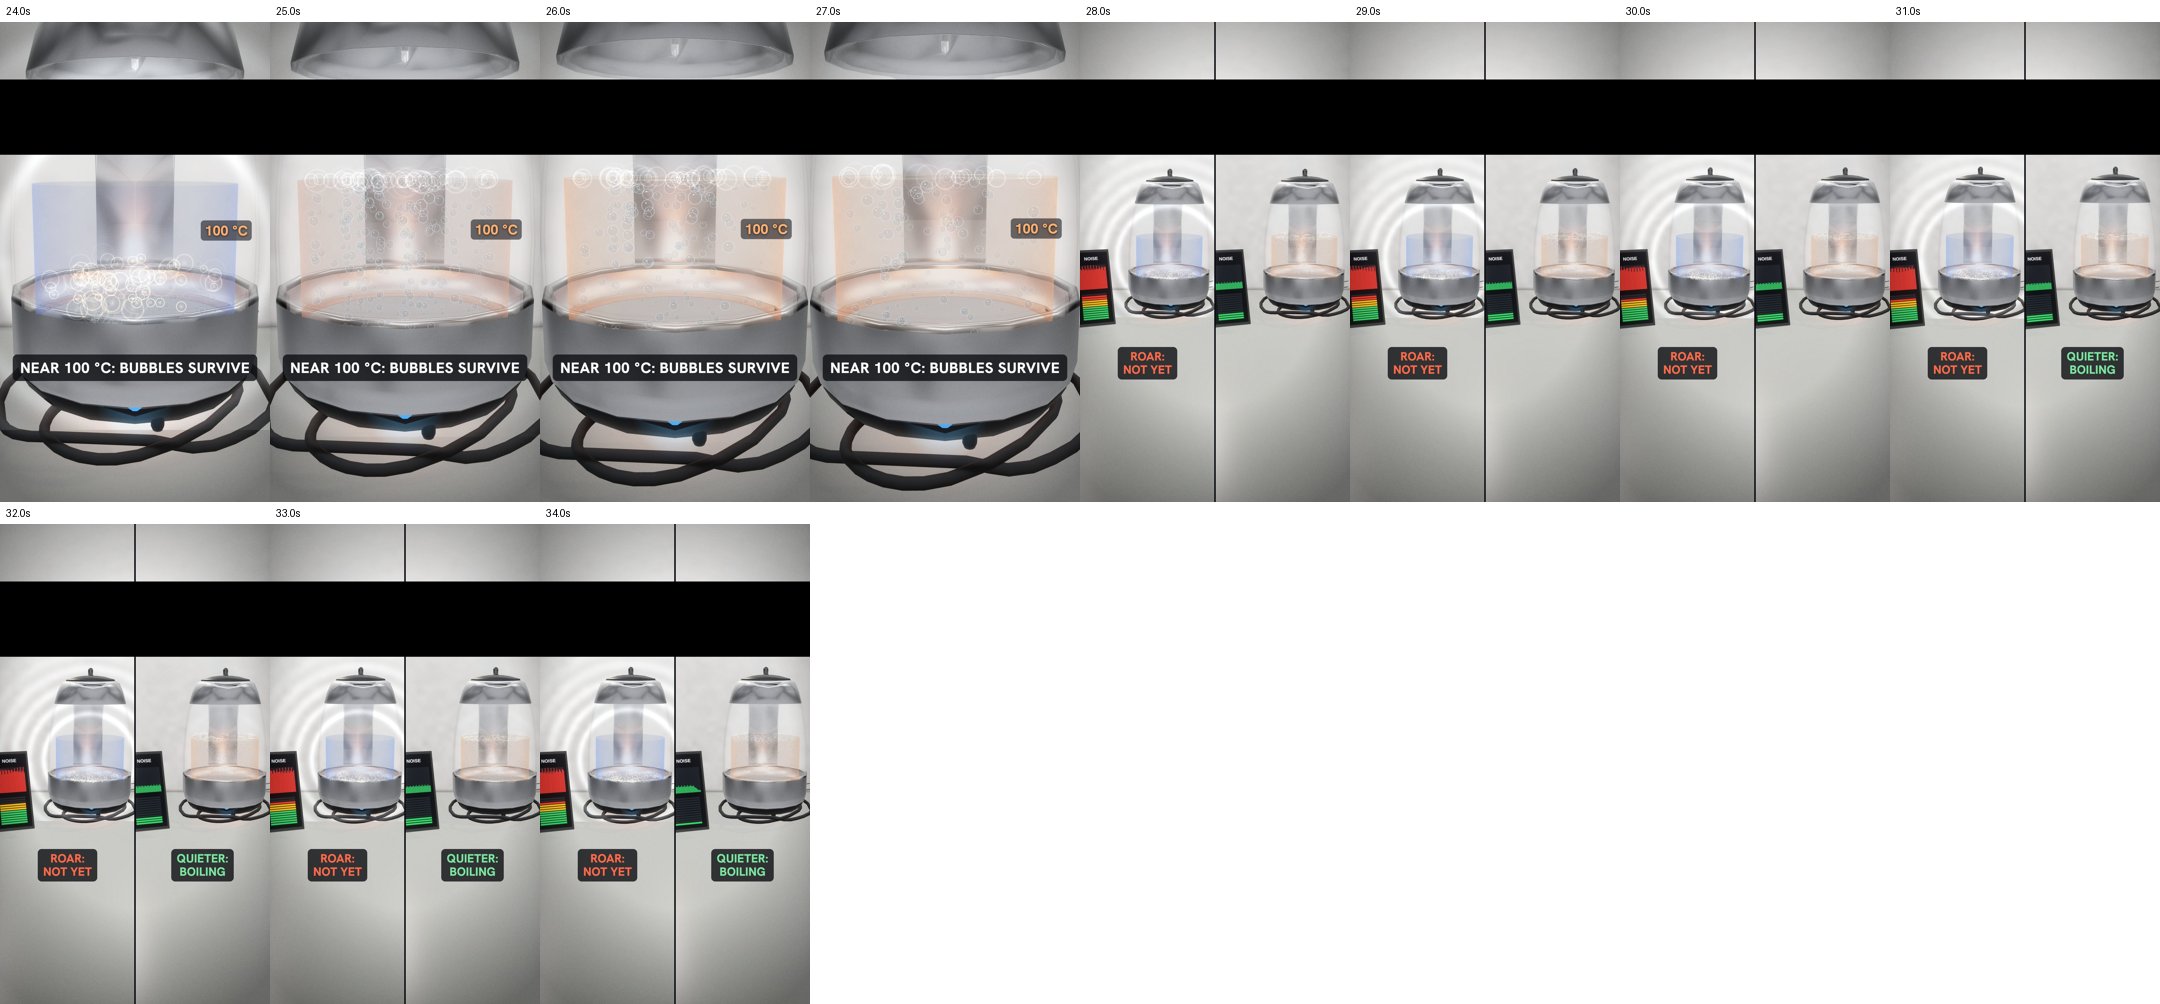 24.0s
25.0s
26.0s
27.0s
28.0s
29.0s
30.0s
31.0s
100 °C
100 °C
100 °C
100 °C
NOISE
NOISE
NOISE
NOISE
NOISE
NOISE
NOISE
NOISE
NEAR 100 °C: BUBBLES SURVIVE
NEAR 100 °C: BUBBLES SURVIVE
NEAR 100 °C: BUBBLES SURVIVE
NEAR 100 °C: BUBBLES SURVIVE
ROAR:
NOT YET
ROAR:
NOT YET
ROAR:
NOT YET
ROAR:
NOT YET
QUIETER:
BOILING
32.0s
33.0s
34.0s
NOISE
NOISE
NOISE
NOISE
NOISE
NOISE
ROAR:
NOT YET
QUIETER:
BOILING
ROAR:
NOT YET
QUIETER:
BOILING
ROAR:
NOT YET
QUIETER:
BOILING